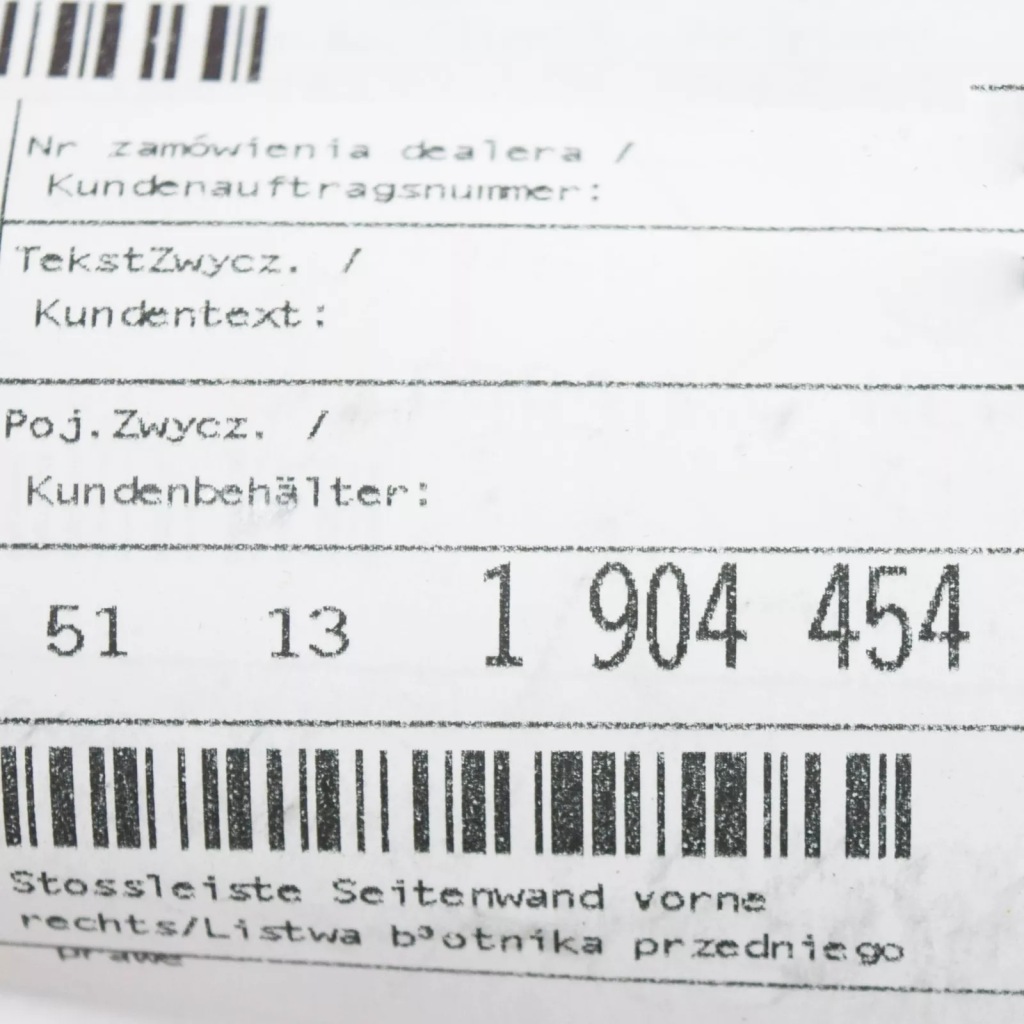 Nr zamówienia dealera /
Kundenauftragsnummer:
TekstZwycz. /
Kundentext:
Poj.Zwycz. /
Kundenbehälter:
51 13 1 904 454
Stossleiste Seitenwand vorne
rechts/Listwa b³otnika przedniego
prawe